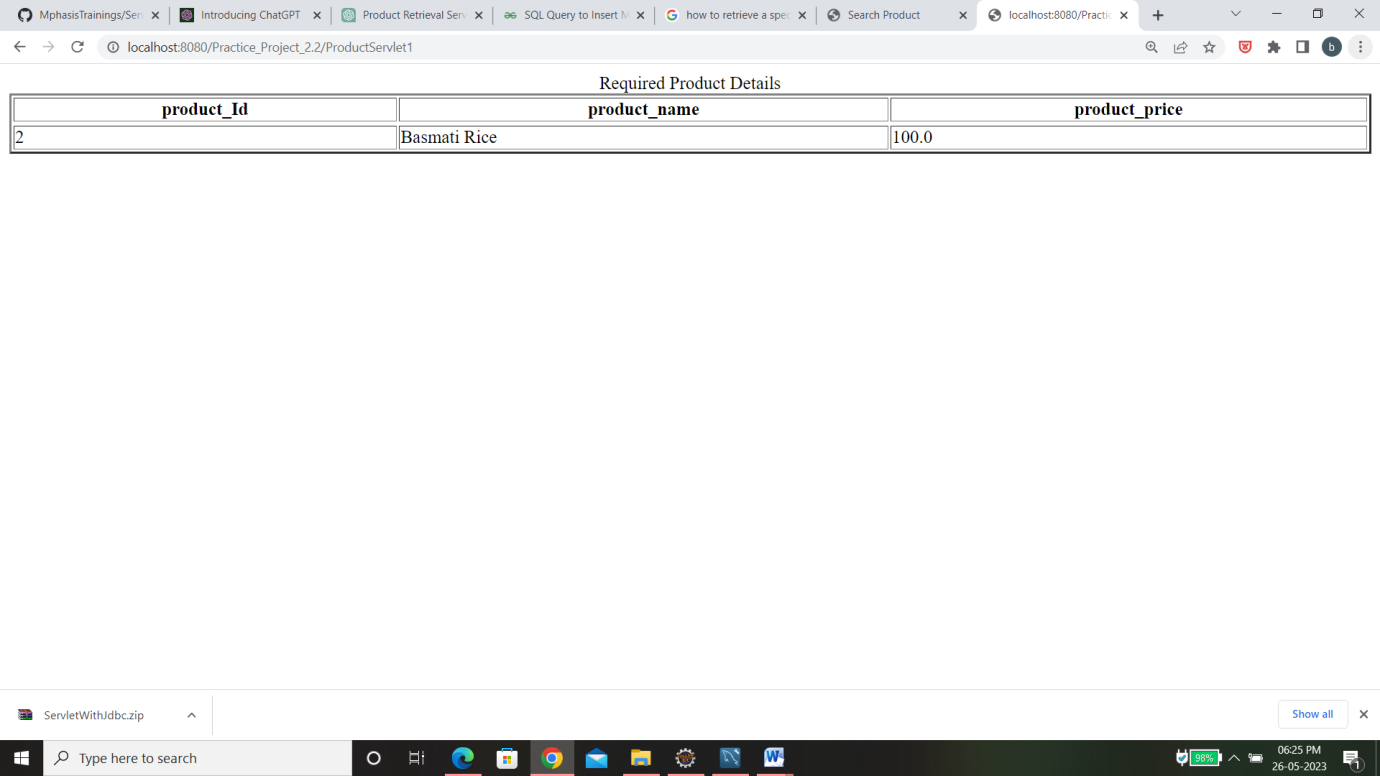 MphasisTrainings/Ser
Introducing ChatGPT
Product Retrieval Serv
SQL Query to Insert M
how to retrieve a spec
Search Product
localhost:8080/Practic
localhost:8080/Practice_Project_2.2/ProductServlet1
b
Required Product Details
product_Id product_name product_price
2 Basmati Rice 100.0
ServletWithJdbc.zip
Show all
Type here to search
98%
06:25 PM
26-05-2023
1